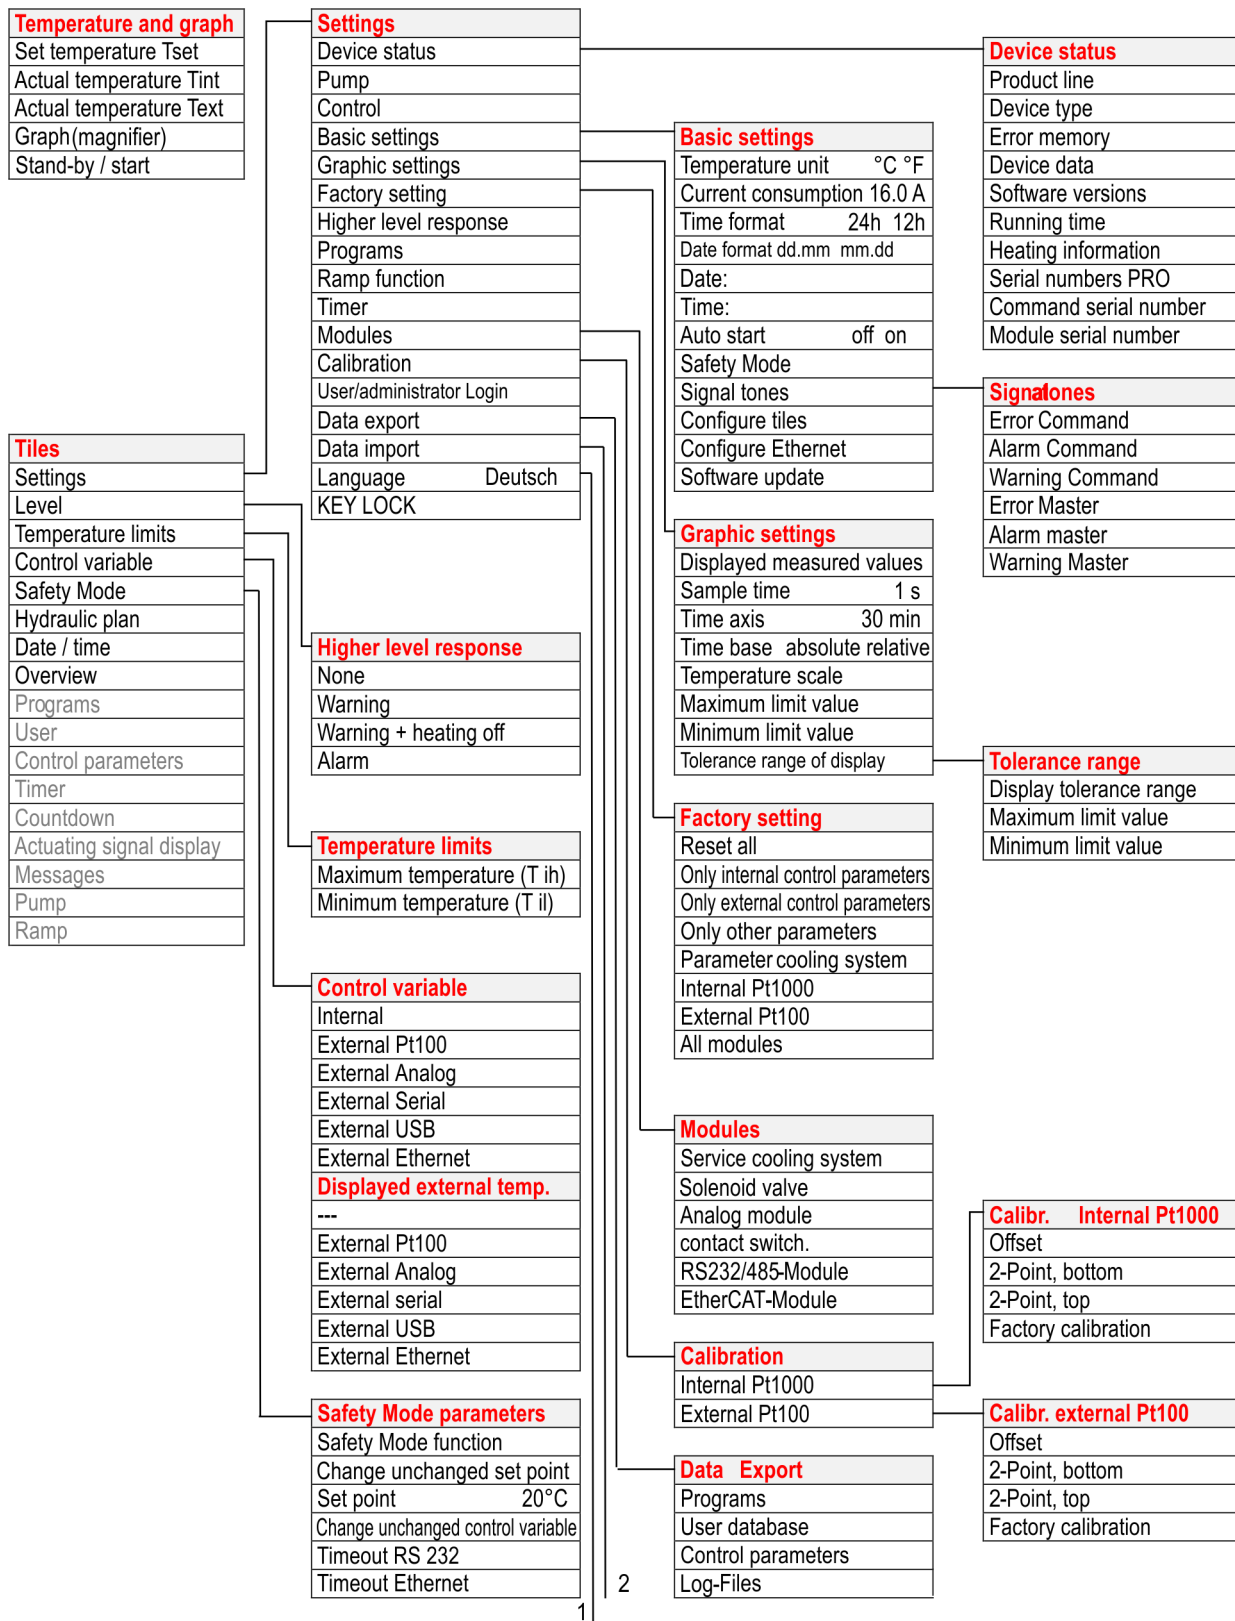 Temperature and graph
Set temperature Tset
Actual temperature Tint
Actual temperature Text
Graph (magnifier)
Stand-by / start
Tiles
Settings
Level
Temperature limits
Control variable
Safety Mode
Hydraulic plan
Date / time
Overview
Programs
User
Control parameters
Timer
Countdown
Actuating signal display
Messages
Pump
Ramp
Settings
Device status
Pump
Control
Basic settings
Graphic settings
Factory setting
Higher level response
Programs
Ramp function
Timer
Modules
Calibration
User/administrator Login
Data export
Data import
Language Deutsch
KEY LOCK
Higher level response
None
Warning
Warning + heating off
Alarm
Temperature limits
Maximum temperature (T ih)
Minimum temperature (T il)
Control variable
Internal
External Pt100
External Analog
External Serial
External USB
External Ethernet
Displayed external temp.
---
External Pt100
External Analog
External serial
External USB
External Ethernet
Safety Mode parameters
Safety Mode function
Change unchanged set point
Set point 20°C
Change unchanged control variable
Timeout RS 232
Timeout Ethernet
1
2
Basic settings
Temperature unit °C °F
Current consumption 16.0 A
Time format 24h 12h
Date format dd.mm mm.dd
Date:
Time:
Auto start off on
Safety Mode
Signal tones
Configure tiles
Configure Ethernet
Software update
Graphic settings
Displayed measured values
Sample time 1 s
Time axis 30 min
Time base absolute relative
Temperature scale
Maximum limit value
Minimum limit value
Tolerance range of display
Factory setting
Reset all
Only internal control parameters
Only external control parameters
Only other parameters
Parameter cooling system
Internal Pt1000
External Pt100
All modules
Modules
Service cooling system
Solenoid valve
Analog module
contact switch.
RS232/485-Module
EtherCAT-Module
Calibration
Internal Pt1000
External Pt100
Data Export
Programs
User database
Control parameters
Log-Files
Device status
Product line
Device type
Error memory
Device data
Software versions
Running time
Heating information
Serial numbers PRO
Command serial number
Module serial number
Signal tones
Error Command
Alarm Command
Warning Command
Error Master
Alarm master
Warning Master
Tolerance range
Display tolerance range
Maximum limit value
Minimum limit value
Calibr. Internal Pt1000
Offset
2-Point, bottom
2-Point, top
Factory calibration
Calibr. external Pt100
Offset
2-Point, bottom
2-Point, top
Factory calibration